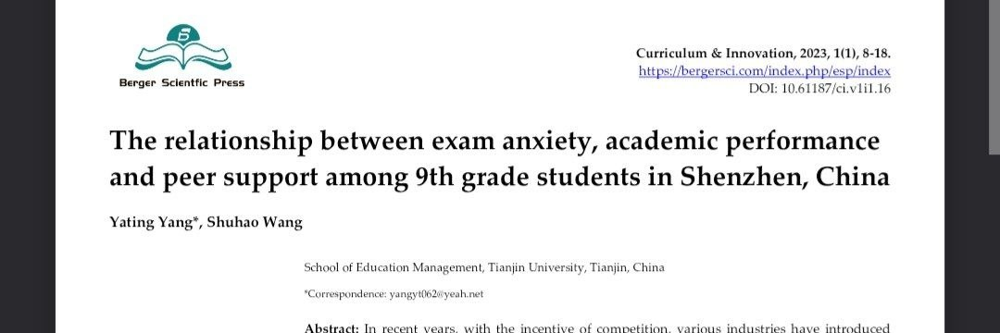 Berger Scientfic Press
Curriculum & Innovation, 2023, 1(1), 8-18.
https://bergersci.com/index.php/esp/index
DOI: 10.61187/ci.v1i1.16
The relationship between exam anxiety, academic performance
and peer support among 9th grade students in Shenzhen, China
Yating Yang*, Shuhao Wang
School of Education Management, Tianjin University, Tianjin, China
*Correspondence: yangyt062@yeah.net
Abstract: In recent years, with the incentive of competition, various industries have introduced